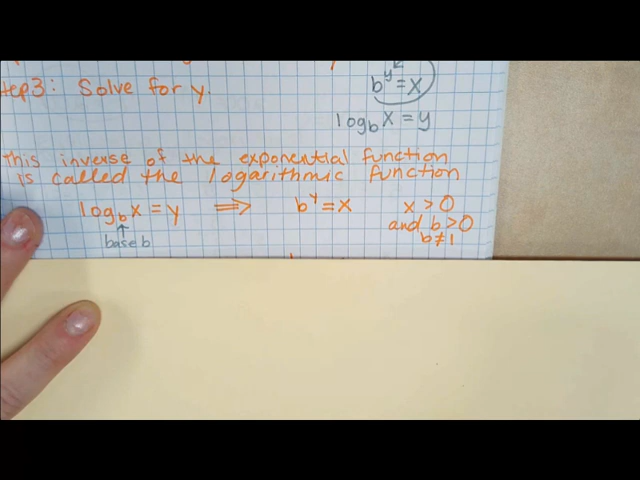 tep3: Solve for y.
b^y = x
log_b x = y
This inverse of the exponential function
is called the logarithmic function
log_b x = y ⟹ b^y = x x > 0
and b > 0
b ≠ 1
↑
base b